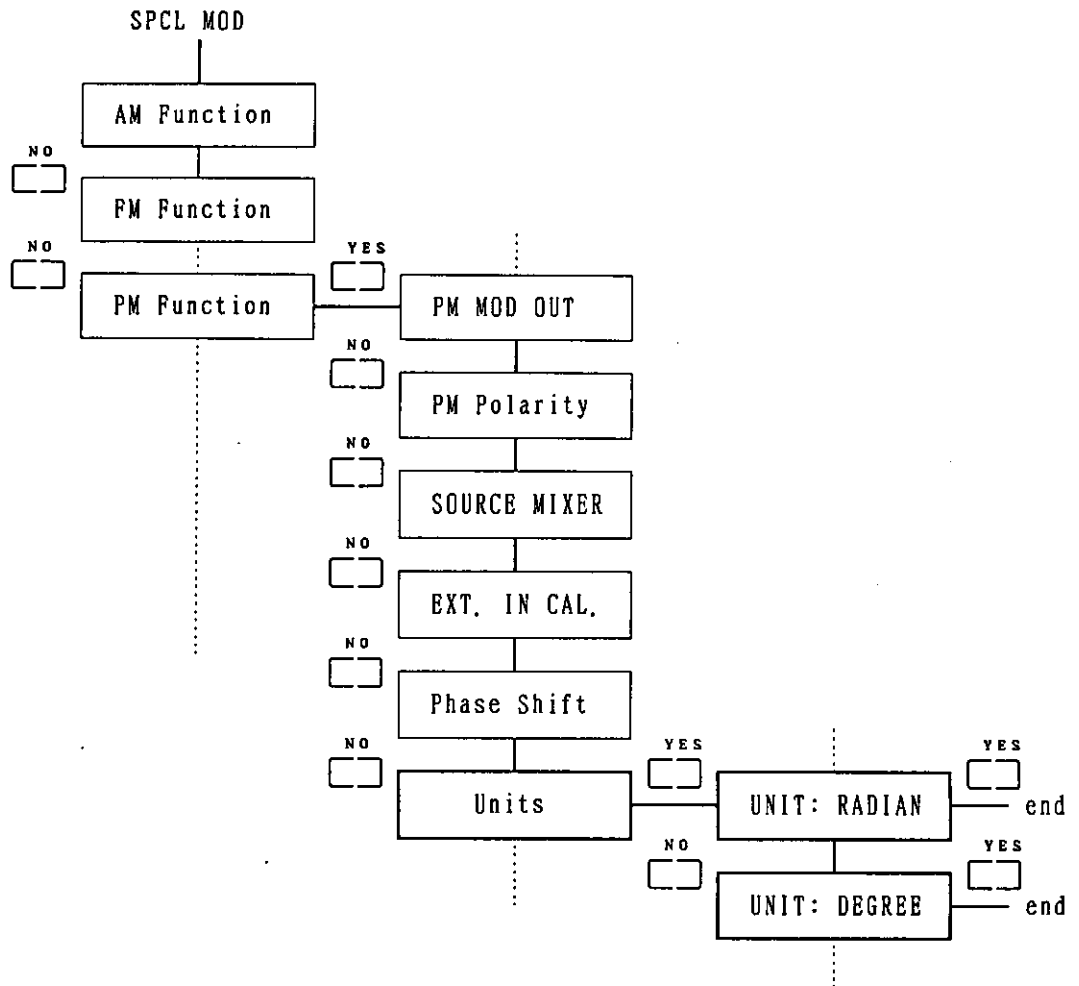 SPCL MOD
AM Function
NO
FM Function
NO
YES
PM Function
PM MOD OUT
NO
PM Polarity
NO
SOURCE MIXER
NO
EXT. IN CAL.
NO
Phase Shift
NO
YES
YES
Units
UNIT: RADIAN
end
NO
YES
UNIT: DEGREE
end